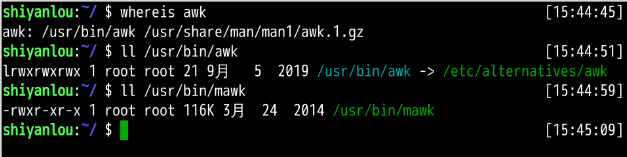 shiyanlou:~/ $ whereis awk [15:44:45]
awk: /usr/bin/awk /usr/share/man/man1/awk.1.gz
shiyanlou:~/ $ ll /usr/bin/awk [15:44:51]
lrwxrwxrwx 1 root root 21 9月 5 2019 /usr/bin/awk -> /etc/alternatives/awk
shiyanlou:~/ $ ll /usr/bin/mawk [15:44:59]
-rwxr-xr-x 1 root root 116K 3月 24 2014 /usr/bin/mawk
shiyanlou:~/ $ [15:45:09]